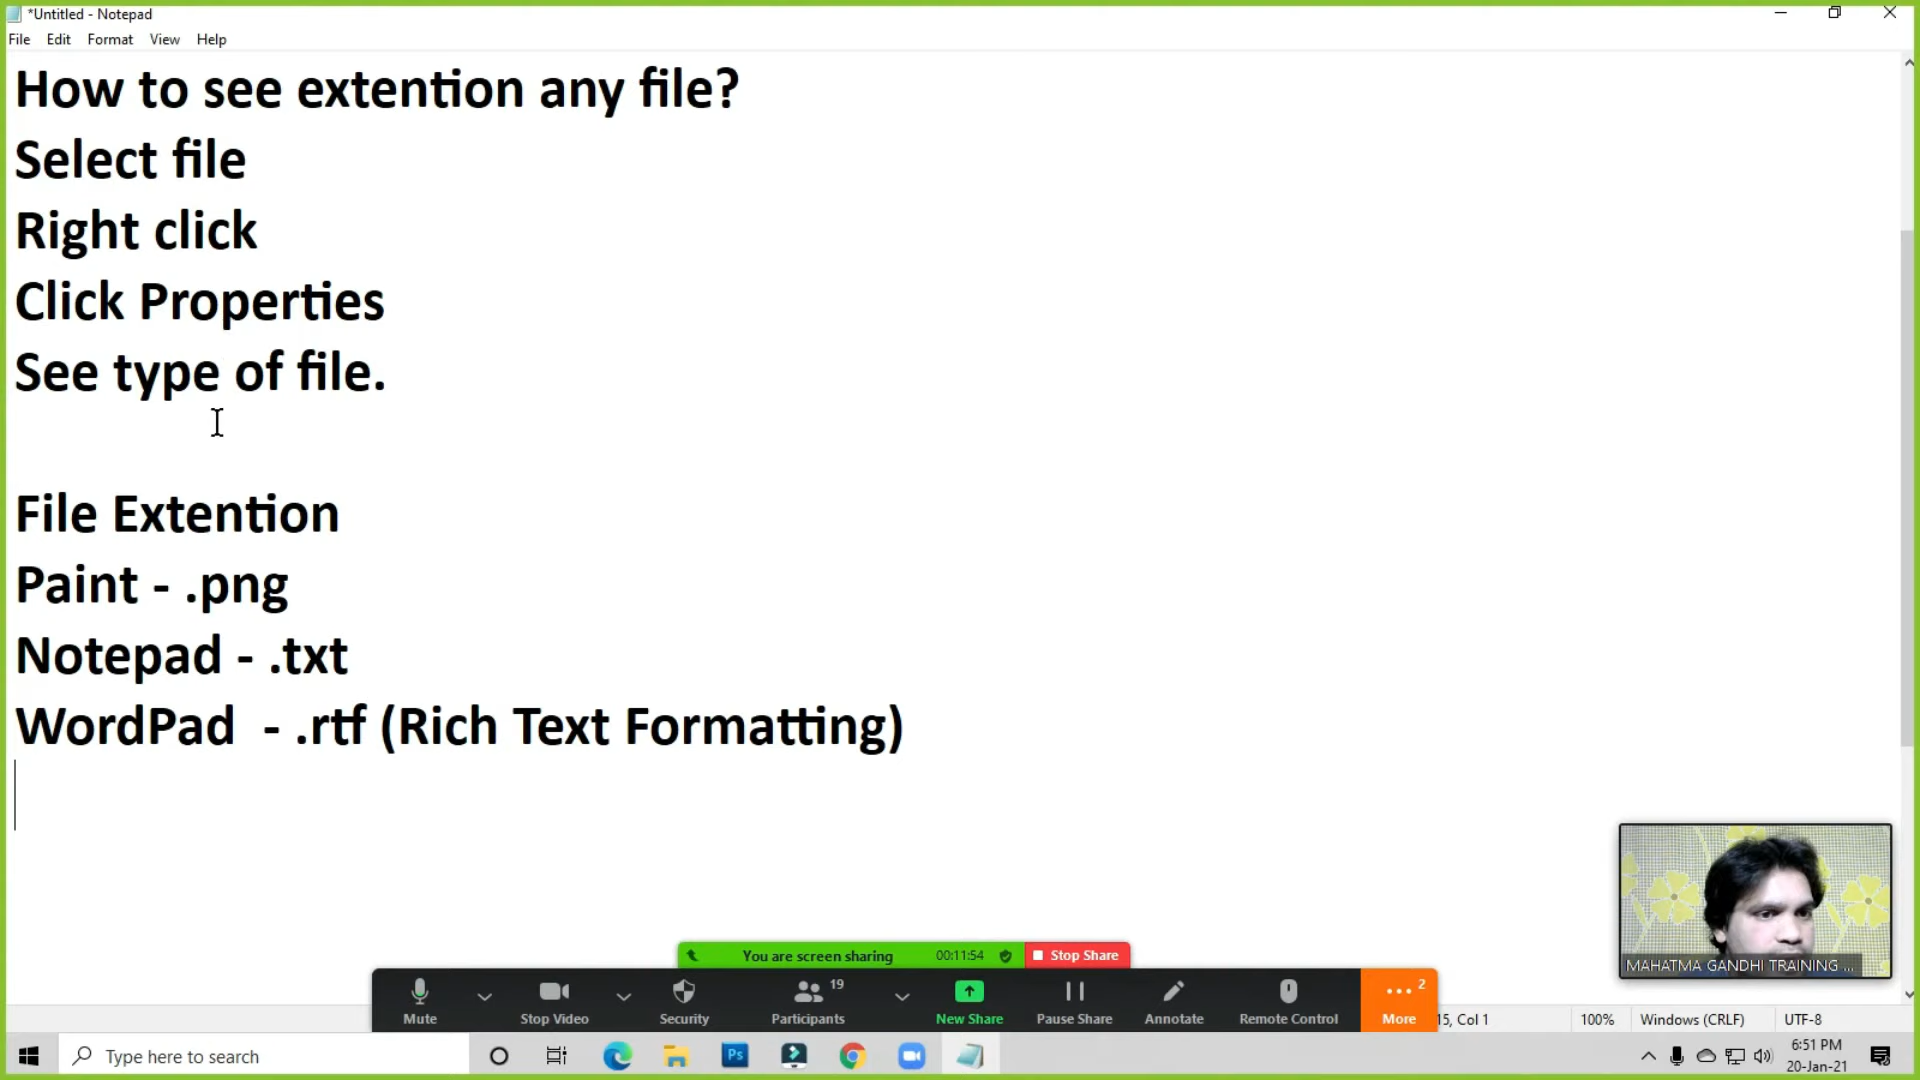 *Untitled - Notepad
File Edit Format View Help
How to see extention any file?
Select file
Right click
Click Properties
See type of file.
File Extention
Paint - .png
Notepad - .txt
WordPad  - .rtf (Rich Text Formatting)
MAHATMA GANDHI TRAINING ...
You are screen sharing 00:11:54 Stop Share
19
2
Mute Stop Video Security Participants New Share Pause Share Annotate Remote Control More
15, Col 1 100% Windows (CRLF) UTF-8
Type here to search
Ps
6:51 PM
20-Jan-21